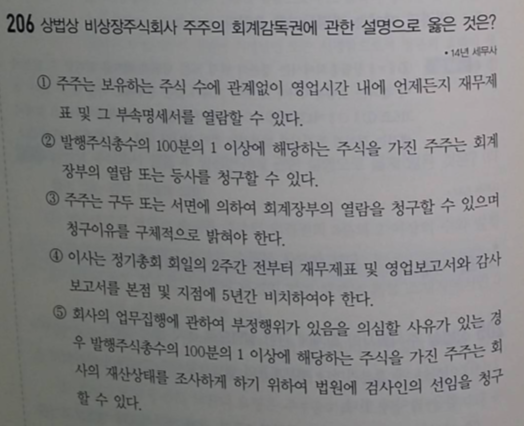 206 상법상 비상장주식회사 주주의 회계감독권에 관한 설명으로 옳은 것은?
• 14년 세무사
① 주주는 보유하는 주식 수에 관계없이 영업시간 내에 언제든지 재무제
표 및 그 부속명세서를 열람할 수 있다.
② 발행주식총수의 100분의 1 이상에 해당하는 주식을 가진 주주는 회계
장부의 열람 또는 등사를 청구할 수 있다.
③ 주주는 구두 또는 서면에 의하여 회계장부의 열람을 청구할 수 있으며
청구이유를 구체적으로 밝혀야 한다.
④ 이사는 정기총회 회일의 2주간 전부터 재무제표 및 영업보고서와 감사
보고서를 본점 및 지점에 5년간 비치하여야 한다.
⑤ 회사의 업무집행에 관하여 부정행위가 있음을 의심할 사유가 있는 경
우 발행주식총수의 100분의 1 이상에 해당하는 주식을 가진 주주는 회
사의 재산상태를 조사하게 하기 위하여 법원에 검사인의 선임을 청구
할 수 있다.